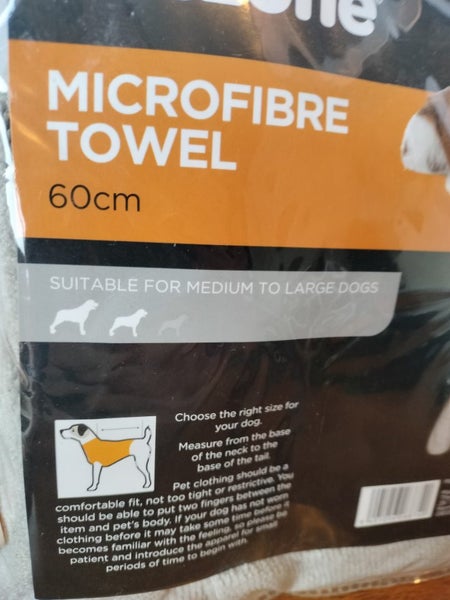 MICROFIBRE
TOWEL
60cm
SUITABLE FOR MEDIUM TO LARGE DOGS
Choose the right size for
your dog.
Measure from the base
of the neck to the
base of the tail.
Pet clothing should be a
comfortable fit, not too tight or restrictive. You
should be able to put two fingers between the
item and pet's body. If your dog has not worn
clothing before it may take some time before it
becomes familiar with the feeling, so please be
patient and introduce the apparel for small
periods of time to begin with.